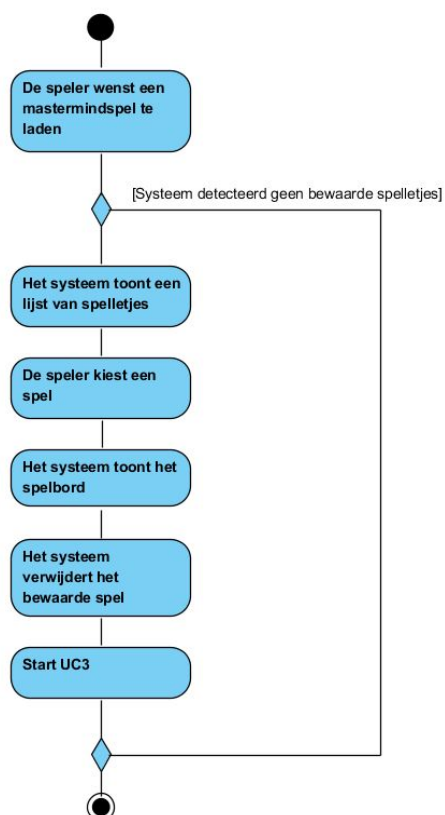 De speler wenst een
mastermindspel te
laden
[Systeem detecteerd geen bewaarde spelletjes]
Het systeem toont een
lijst van spelletjes
De speler kiest een
spel
Het systeem toont het
spelbord
Het systeem
verwijdert het
bewaarde spel
Start UC3